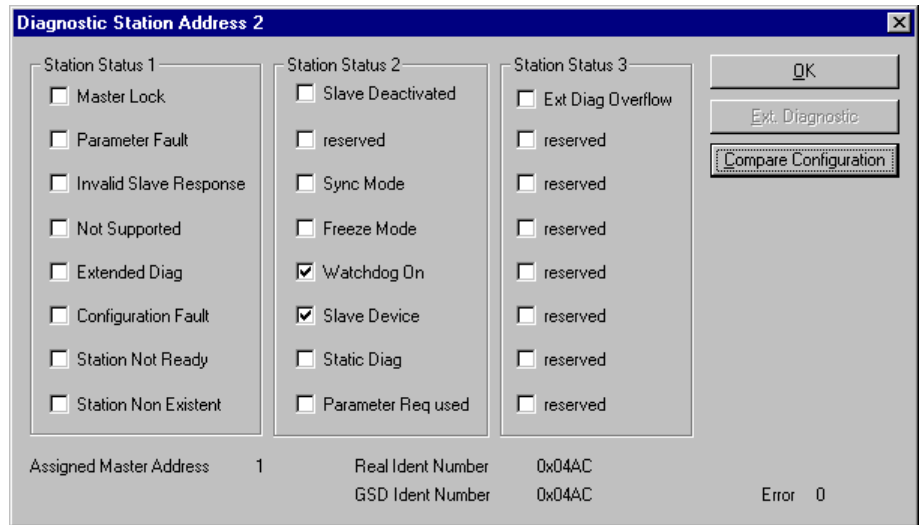 Diagnostic Station Address 2
Station Status 1
Master Lock
Parameter Fault
Invalid Slave Response
Not Supported
Extended Diag
Configuration Fault
Station Not Ready
Station Non Existent
Station Status 2
Slave Deactivated
reserved
Sync Mode
Freeze Mode
Watchdog On
Slave Device
Static Diag
Parameter Req used
Station Status 3
Ext Diag Overflow
reserved
reserved
reserved
reserved
reserved
reserved
reserved
OK
Ext. Diagnostic
Compare Configuration
Assigned Master Address 1
Real Ident Number 0x04AC
GSD Ident Number 0x04AC
Error 0